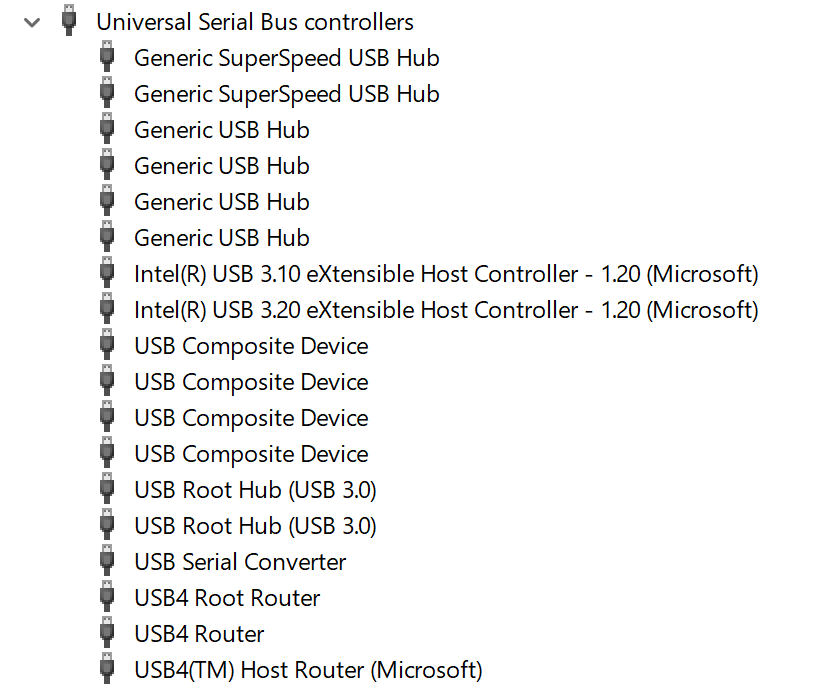 Universal Serial Bus controllers
Generic SuperSpeed USB Hub
Generic SuperSpeed USB Hub
Generic USB Hub
Generic USB Hub
Generic USB Hub
Generic USB Hub
Intel(R) USB 3.10 eXtensible Host Controller - 1.20 (Microsoft)
Intel(R) USB 3.20 eXtensible Host Controller - 1.20 (Microsoft)
USB Composite Device
USB Composite Device
USB Composite Device
USB Composite Device
USB Root Hub (USB 3.0)
USB Root Hub (USB 3.0)
USB Serial Converter
USB4 Root Router
USB4 Router
USB4(TM) Host Router (Microsoft)